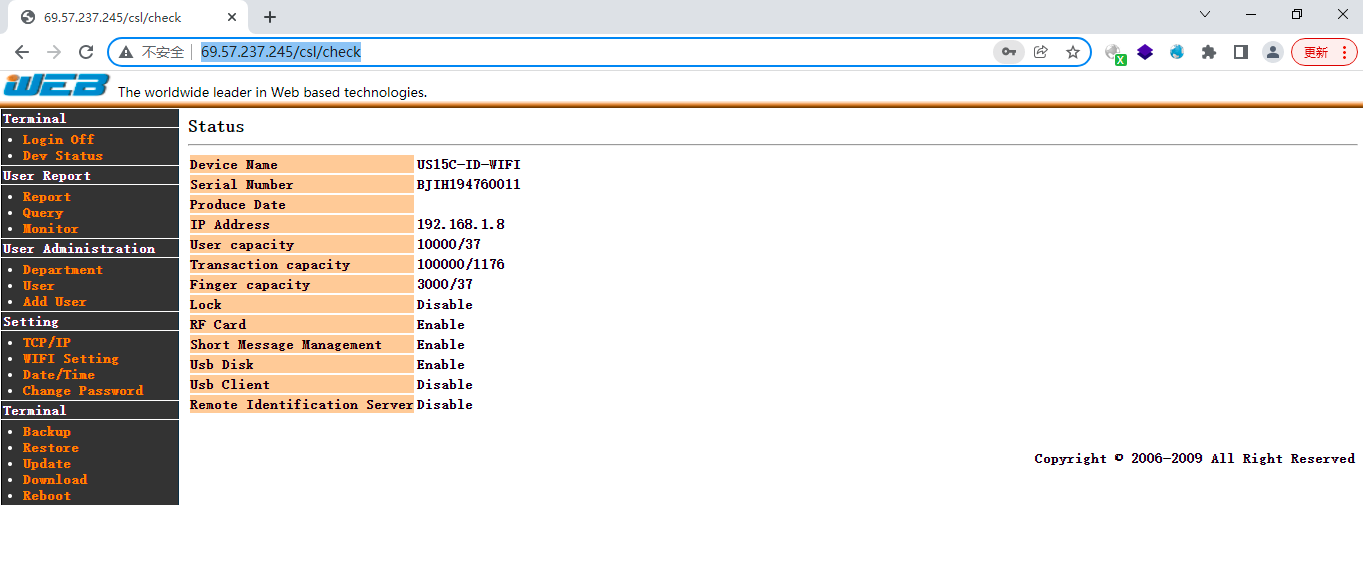 69.57.237.245/csl/check
不安全 69.57.237.245/csl/check 更新
iWEB The worldwide leader in Web based technologies.
Terminal
Login Off
Dev Status
User Report
Report
Query
Monitor
User Administration
Department
User
Add User
Setting
TCP/IP
WIFI Setting
Date/Time
Change Password
Terminal
Backup
Restore
Update
Download
Reboot
Status
Device Name US15C-ID-WIFI
Serial Number BJIH194760011
Produce Date
IP Address 192.168.1.8
User capacity 10000/37
Transaction capacity 100000/1176
Finger capacity 3000/37
Lock Disable
RF Card Enable
Short Message Management Enable
Usb Disk Enable
Usb Client Disable
Remote Identification Server Disable
Copyright © 2006-2009 All Right Reserved